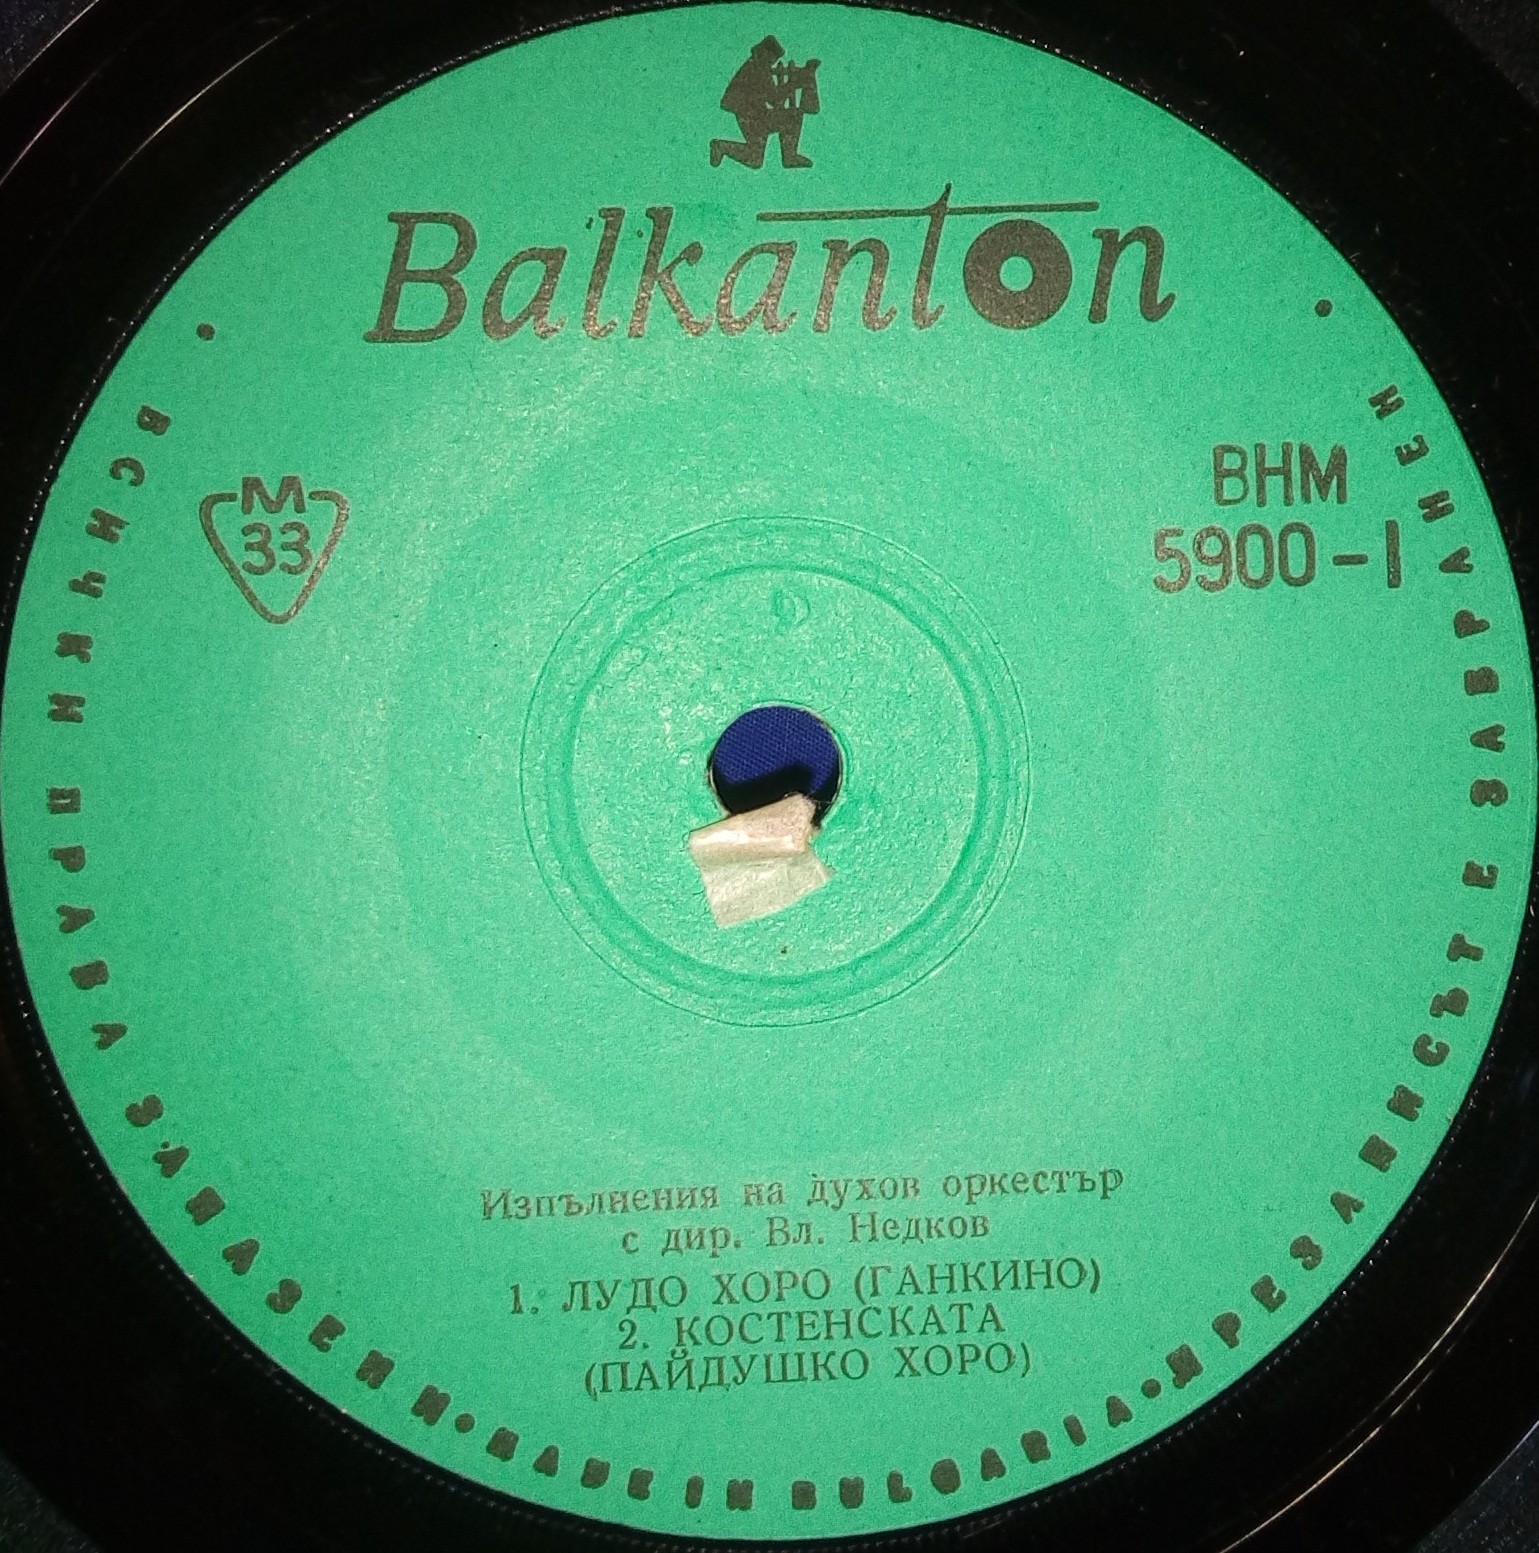 Balkanton
M
33
ВНМ
5900-I
Изпълнения на духов оркестър
с дир. Вл. Недков
1. ЛУДО ХОРО (ГАНКИНО)
2. КОСТЕНСКАТА
(ПАЙДУШКО ХОРО)
• ВСИЧКИ ПРАВА ЗАПАЗЕНИ • MADE IN BULGARIA • ПРЕЗАПИСЪТ Е ЗАБРАНЕН •